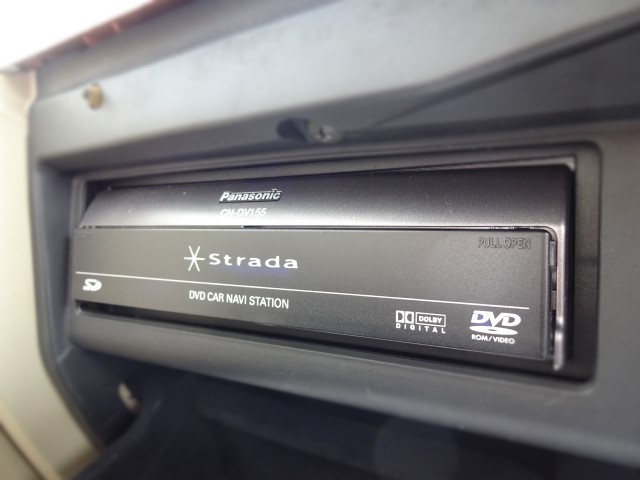 Panasonic
CN-DV155
Strada
PULL OPEN
SD
DVD CAR NAVI STATION
DOLBY
DIGITAL
DVD
ROM/VIDEO